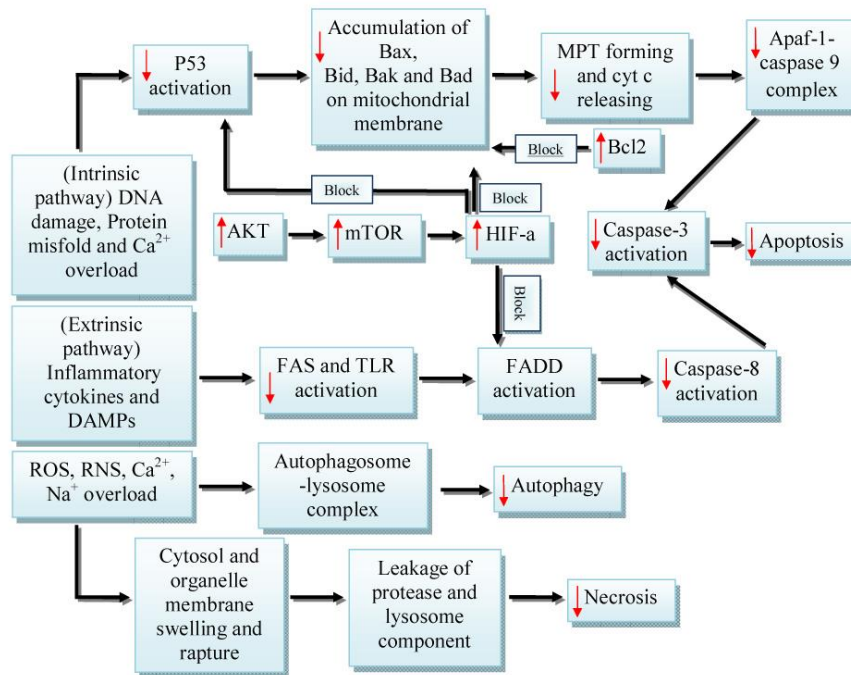 P53
activation
Accumulation of
Bax,
Bid, Bak and Bad
on mitochondrial
membrane
MPT forming
and cyt c
releasing
Apaf-1-
caspase 9
complex
Block
Bcl2
(Intrinsic
pathway) DNA
damage, Protein
misfold and Ca²⁺
overload
Block
Block
AKT
mTOR
HIF-a
Caspase-3
activation
Apoptosis
Block
(Extrinsic
pathway)
Inflammatory
cytokines and
DAMPs
FAS and TLR
activation
FADD
activation
Caspase-8
activation
ROS, RNS, Ca²⁺,
Na⁺ overload
Autophagosome
-lysosome
complex
Autophagy
Cytosol and
organelle
membrane
swelling and
rapture
Leakage of
protease and
lysosome
component
Necrosis